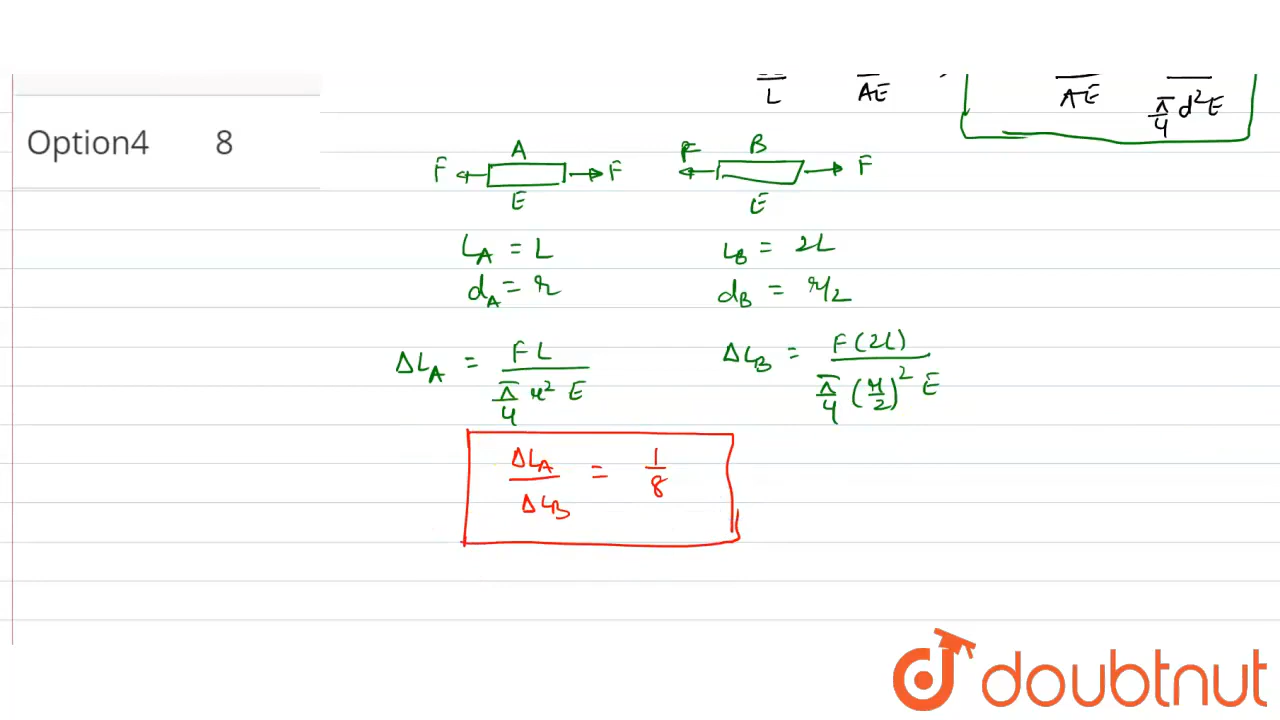 L AE AE π/4 d²E
Option4 8
A B
F F F F
E E
L_A = L L_B = 2L
d_A = r d_B = r/2
ΔL_A = FL / (π/4 r² E) ΔL_B = F(2L) / (π/4 (r/2)² E)
ΔL_A / ΔL_B = 1/8
doubtnut